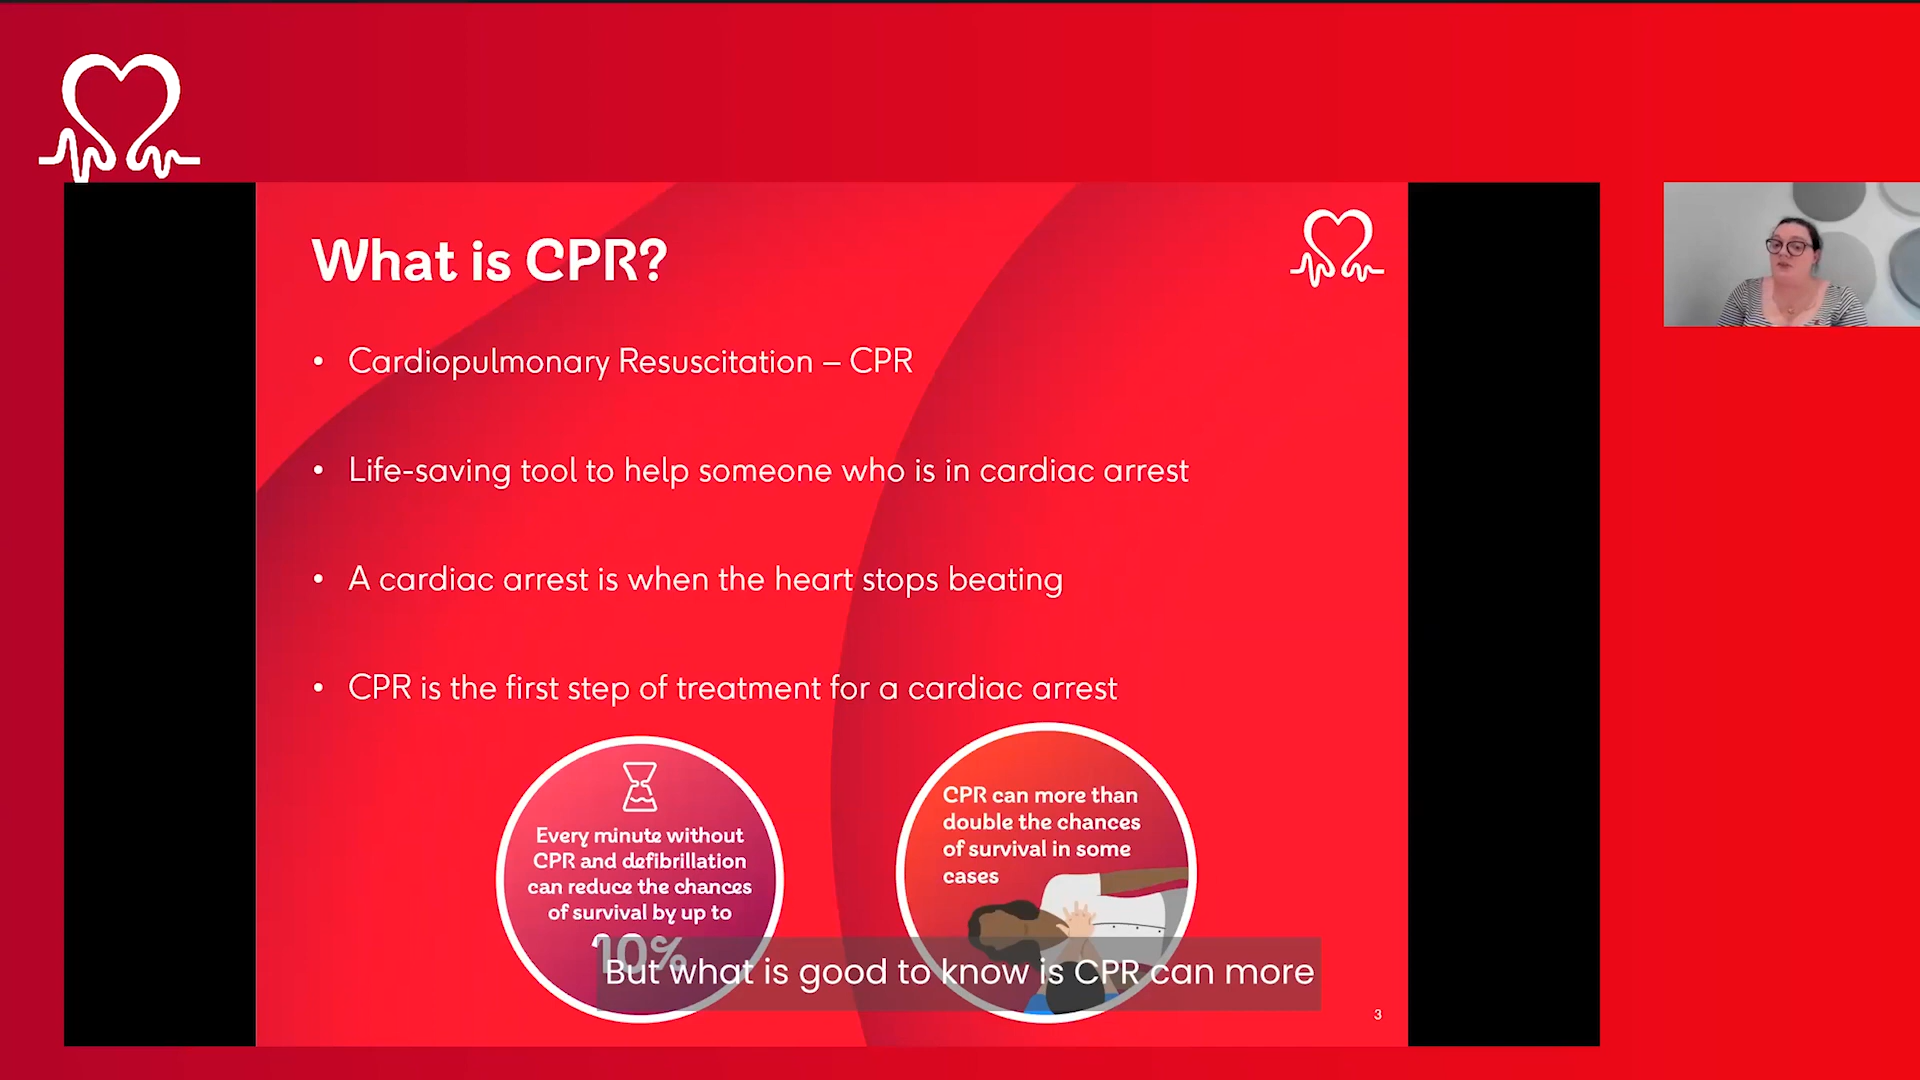 What is CPR?
• Cardiopulmonary Resuscitation – CPR
• Life-saving tool to help someone who is in cardiac arrest
• A cardiac arrest is when the heart stops beating
• CPR is the first step of treatment for a cardiac arrest
Every minute without
CPR and defibrillation
can reduce the chances
of survival by up to
10%
CPR can more than
double the chances
of survival in some
cases
But what is good to know is CPR can more
3